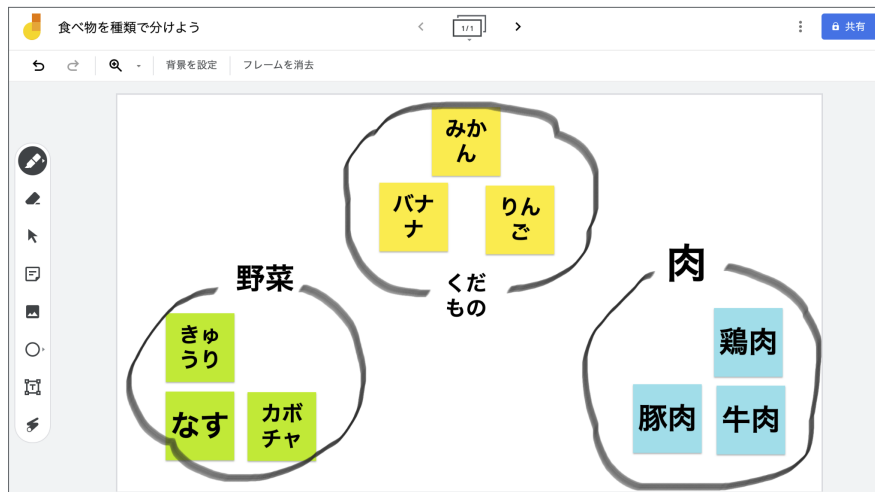 食べ物を種類で分けよう
1/1
共有
背景を設定
フレームを消去
みか
ん
バナ
ナ
りん
ご
くだ
もの
野菜
きゅ
うり
なす
カボ
チャ
肉
鶏肉
豚肉
牛肉